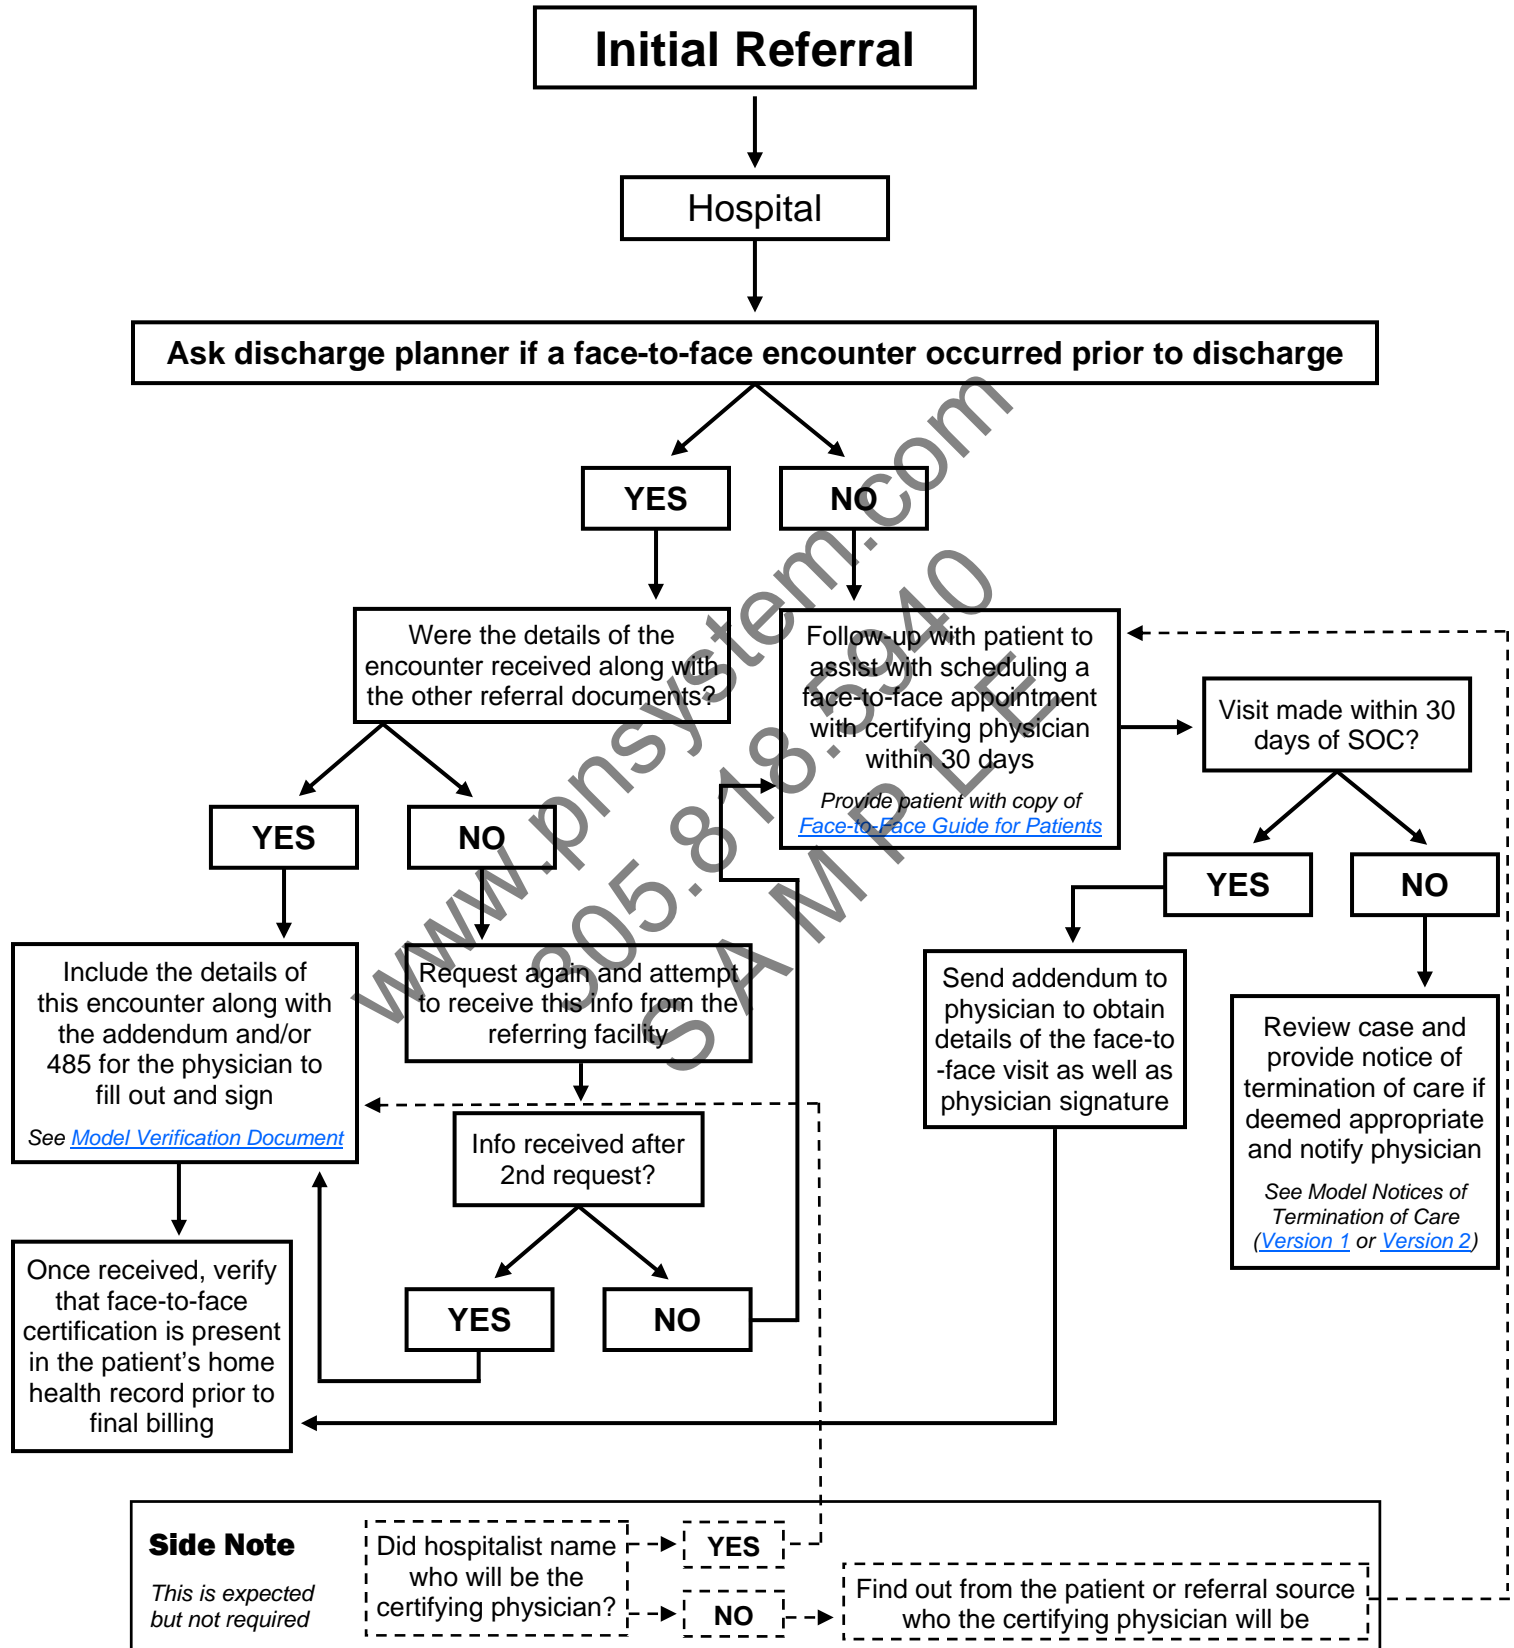 Initial Referral
Hospital
Ask discharge planner if a face-to-face encounter occurred prior to discharge
YES
NO
Were the details of the
encounter received along with
the other referral documents?
Follow-up with patient to
assist with scheduling a
face-to-face appointment
with certifying physician
within 30 days
Provide patient with copy of
Face-to-Face Guide for Patients
Visit made within 30
days of SOC?
YES
NO
YES
NO
Include the details of
this encounter along with
the addendum and/or
485 for the physician to
fill out and sign
See Model Verification Document
Request again and attempt
to receive this info from the
referring facility
Send addendum to
physician to obtain
details of the face-to
-face visit as well as
physician signature
Review case and
provide notice of
termination of care if
deemed appropriate
and notify physician
See Model Notices of
Termination of Care
(Version 1 or Version 2)
Info received after
2nd request?
Once received, verify
that face-to-face
certification is present
in the patient’s home
health record prior to
final billing
YES
NO
Side Note
This is expected
but not required
Did hospitalist name
who will be the
certifying physician?
YES
NO
Find out from the patient or referral source
who the certifying physician will be
www.pnsystem.com
305.818.5940
S A M P L E